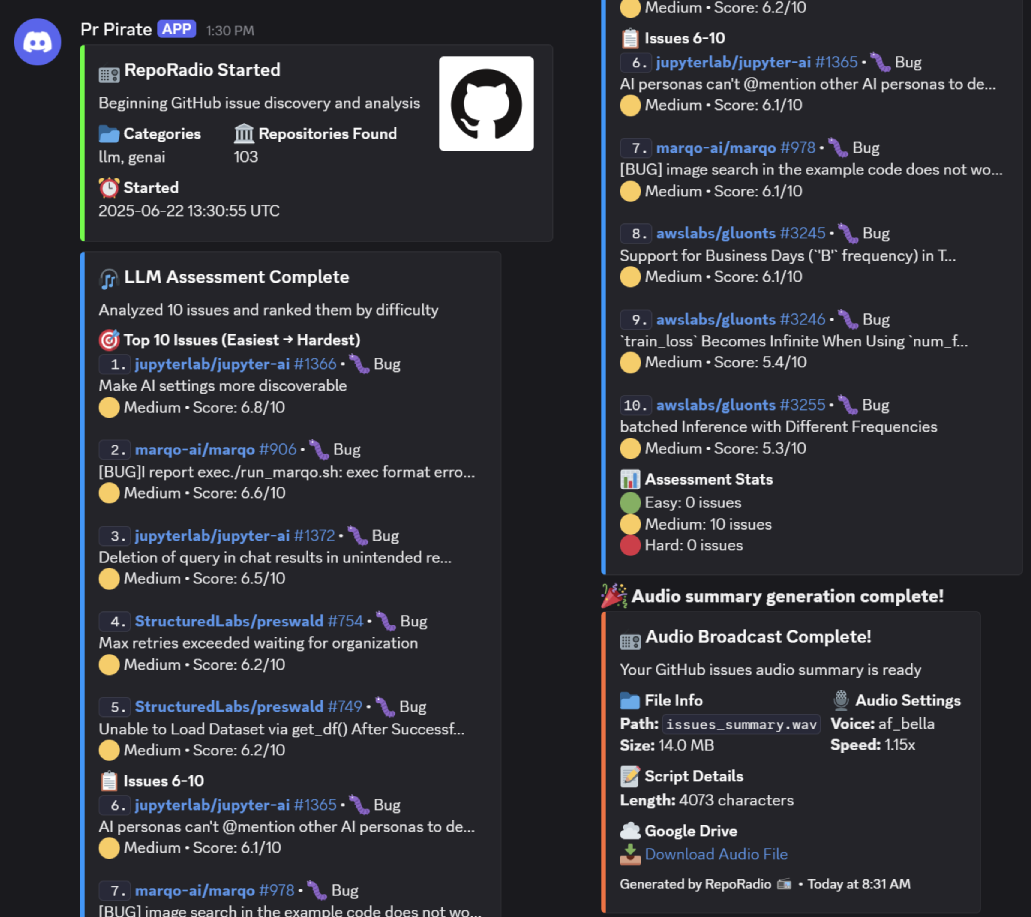 Pr Pirate APP 1:30 PM
RepoRadio Started
Beginning GitHub issue discovery and analysis
Categories Repositories Found
llm, genai 103
Started
2025-06-22 13:30:55 UTC
LLM Assessment Complete
Analyzed 10 issues and ranked them by difficulty
Top 10 Issues (Easiest → Hardest)
1. jupyterlab/jupyter-ai #1366 • Bug
Make AI settings more discoverable
Medium • Score: 6.8/10
2. marqo-ai/marqo #906 • Bug
[BUG]I report exec./run_marqo.sh: exec format erro...
Medium • Score: 6.6/10
3. jupyterlab/jupyter-ai #1372 • Bug
Deletion of query in chat results in unintended re...
Medium • Score: 6.5/10
4. StructuredLabs/preswald #754 • Bug
Max retries exceeded waiting for organization
Medium • Score: 6.2/10
5. StructuredLabs/preswald #749 • Bug
Unable to Load Dataset via get_df() After Successf...
Medium • Score: 6.2/10
Issues 6-10
6. jupyterlab/jupyter-ai #1365 • Bug
AI personas can't @mention other AI personas to de...
Medium • Score: 6.1/10
7. marqo-ai/marqo #978 • Bug
[BUG] image search in the example code does not wo...
Medium • Score: 6.2/10
Issues 6-10
6. jupyterlab/jupyter-ai #1365 • Bug
AI personas can't @mention other AI personas to de...
Medium • Score: 6.1/10
7. marqo-ai/marqo #978 • Bug
[BUG] image search in the example code does not wo...
Medium • Score: 6.1/10
8. awslabs/gluonts #3245 • Bug
Support for Business Days (`"B"` frequency) in T...
Medium • Score: 6.1/10
9. awslabs/gluonts #3246 • Bug
`train_loss` Becomes Infinite When Using `num_f...
Medium • Score: 5.4/10
10. awslabs/gluonts #3255 • Bug
batched Inference with Different Frequencies
Medium • Score: 5.3/10
Assessment Stats
Easy: 0 issues
Medium: 10 issues
Hard: 0 issues
Audio summary generation complete!
Audio Broadcast Complete!
Your GitHub issues audio summary is ready
File Info Audio Settings
Path: issues_summary.wav Voice: af_bella
Size: 14.0 MB Speed: 1.15x
Script Details
Length: 4073 characters
Google Drive
Download Audio File
Generated by RepoRadio • Today at 8:31 AM